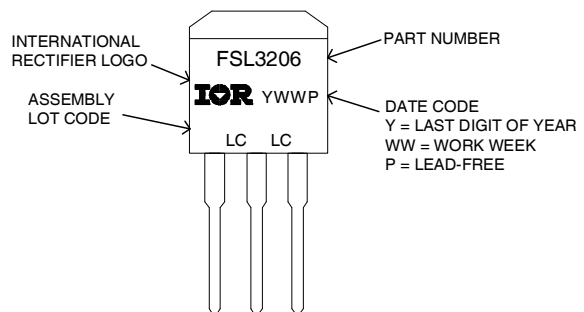 INTERNATIONAL
RECTIFIER LOGO
ASSEMBLY
LOT CODE
FSL3206
IOR YWWP
LC LC
PART NUMBER
DATE CODE
Y = LAST DIGIT OF YEAR
WW = WORK WEEK
P = LEAD-FREE